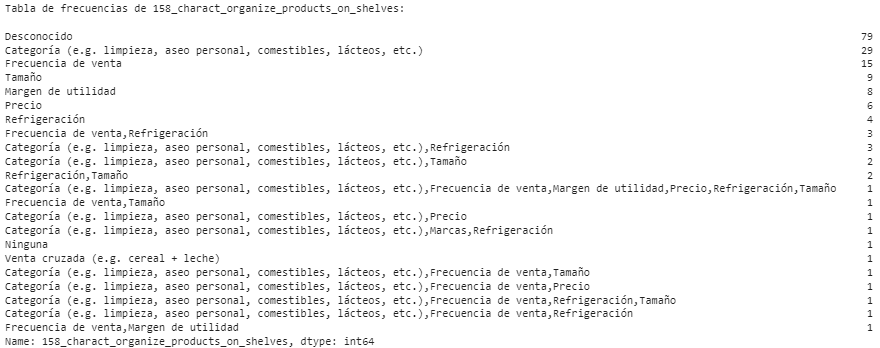 Tabla de frecuencias de 158_charact_organize_products_on_shelves:
Desconocido 79
Categoría (e.g. limpieza, aseo personal, comestibles, lácteos, etc.) 29
Frecuencia de venta 15
Tamaño 9
Margen de utilidad 8
Precio 6
Refrigeración 4
Frecuencia de venta,Refrigeración 3
Categoría (e.g. limpieza, aseo personal, comestibles, lácteos, etc.),Refrigeración 3
Categoría (e.g. limpieza, aseo personal, comestibles, lácteos, etc.),Tamaño 2
Refrigeración,Tamaño 2
Categoría (e.g. limpieza, aseo personal, comestibles, lácteos, etc.),Frecuencia de venta,Margen de utilidad,Precio,Refrigeración,Tamaño 1
Frecuencia de venta,Tamaño 1
Categoría (e.g. limpieza, aseo personal, comestibles, lácteos, etc.),Precio 1
Categoría (e.g. limpieza, aseo personal, comestibles, lácteos, etc.),Marcas,Refrigeración 1
Ninguna 1
Venta cruzada (e.g. cereal + leche) 1
Categoría (e.g. limpieza, aseo personal, comestibles, lácteos, etc.),Frecuencia de venta,Tamaño 1
Categoría (e.g. limpieza, aseo personal, comestibles, lácteos, etc.),Frecuencia de venta,Precio 1
Categoría (e.g. limpieza, aseo personal, comestibles, lácteos, etc.),Frecuencia de venta,Refrigeración,Tamaño 1
Categoría (e.g. limpieza, aseo personal, comestibles, lácteos, etc.),Frecuencia de venta,Refrigeración 1
Frecuencia de venta,Margen de utilidad 1
Name: 158_charact_organize_products_on_shelves, dtype: int64